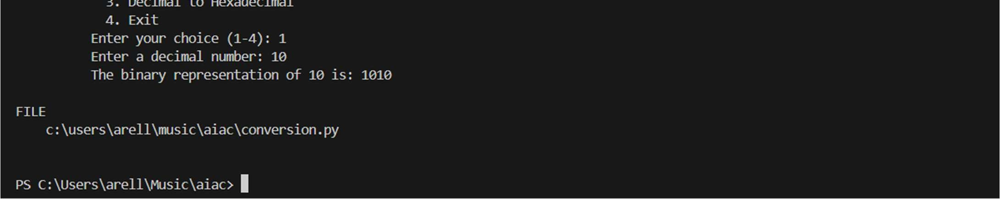 3. Decimal to Hexadecimal
4. Exit
Enter your choice (1-4): 1
Enter a decimal number: 10
The binary representation of 10 is: 1010
FILE
c:\users\arell\music\aiac\conversion.py
PS C:\Users\arell\Music\aiac>